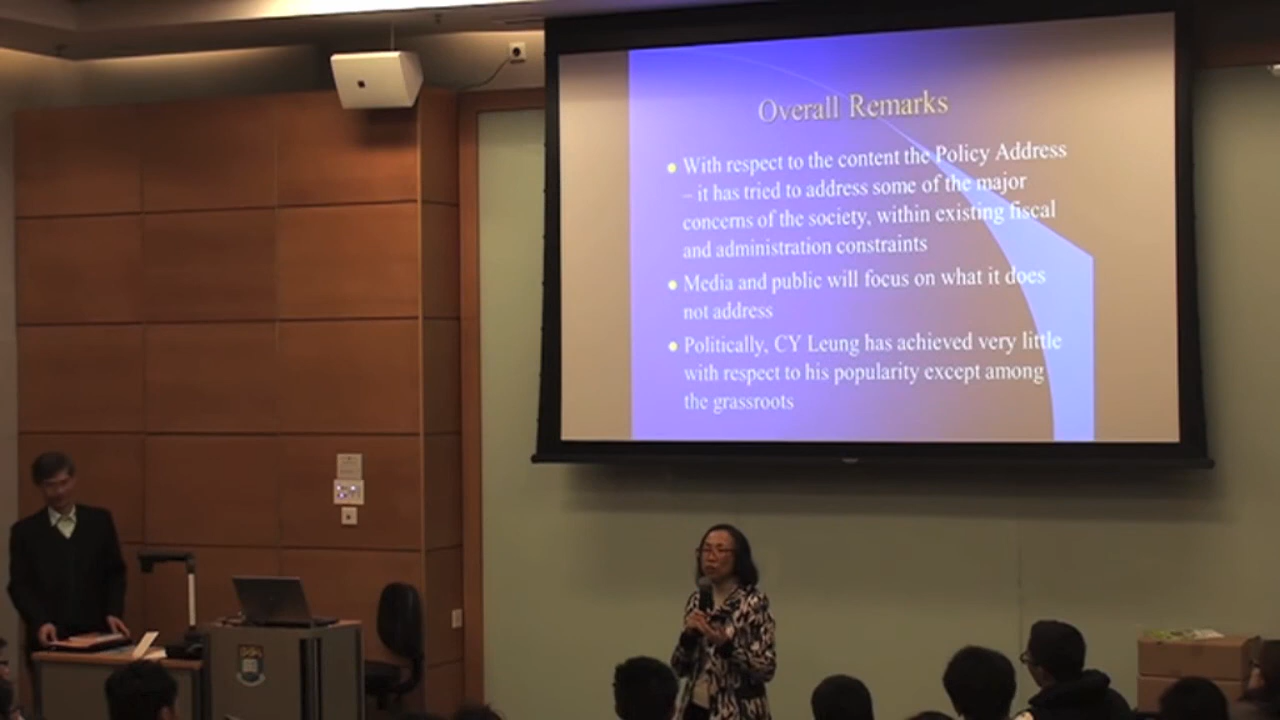 Overall Remarks
• With respect to the content the Policy Address
– it has tried to address some of the major
concerns of the society, within existing fiscal
and administration constraints
• Media and public will focus on what it does
not address
• Politically, CY Leung has achieved very little
with respect to his popularity except among
the grassroots